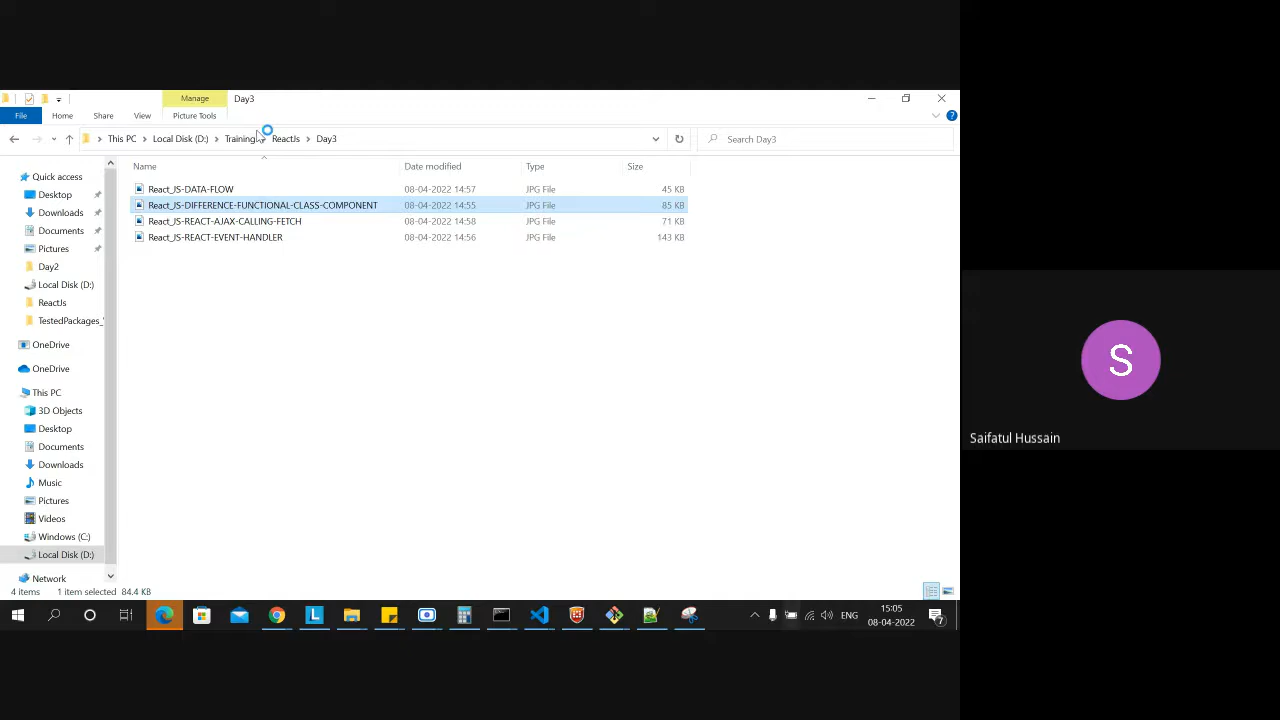 Manage
Day3
File
Home
Share
View
Picture Tools
This PC
Local Disk (D:)
Training
ReactJs
Day3
Search Day3
Name
Date modified
Type
Size
React_JS-DATA-FLOW 08-04-2022 14:57 JPG File 45 KB
React_JS-DIFFERENCE-FUNCTIONAL-CLASS-COMPONENT 08-04-2022 14:55 JPG File 85 KB
React_JS-REACT-AJAX-CALLING-FETCH 08-04-2022 14:58 JPG File 71 KB
React_JS-REACT-EVENT-HANDLER 08-04-2022 14:56 JPG File 143 KB
Quick access
Desktop
Downloads
Documents
Pictures
Day2
Local Disk (D:)
ReactJs
TestedPackages_
OneDrive
OneDrive
This PC
3D Objects
Desktop
Documents
Downloads
Music
Pictures
Videos
Windows (C:)
Local Disk (D:)
Network
4 items 1 item selected 84.4 KB
L
ENG
15:05
08-04-2022
7
S
Saifatul Hussain